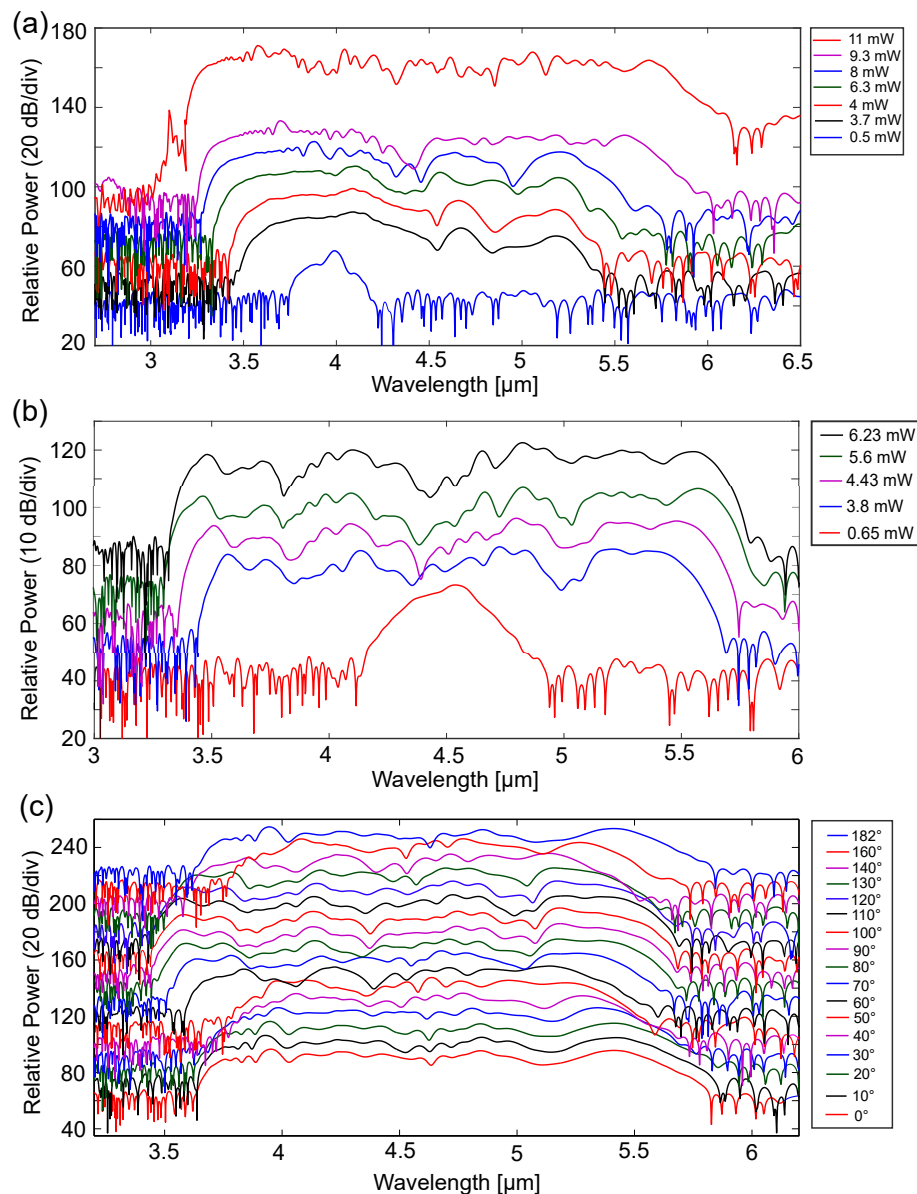 (a)
180
160
140
120
100
80
60
40
20
Relative Power (20 dB/div)
3
3.5
4
4.5
5
5.5
6
6.5
Wavelength [µm]
11 mW
9.3 mW
8 mW
6.3 mW
4 mW
3.7 mW
0.5 mW
(b)
120
100
80
60
40
20
Relative Power (10 dB/div)
3
3.5
4
4.5
5
5.5
6
Wavelength [µm]
6.23 mW
5.6 mW
4.43 mW
3.8 mW
0.65 mW
(c)
240
200
160
120
80
40
Relative Power (20 dB/div)
3.5
4
4.5
5
5.5
6
Wavelength [µm]
182°
160°
140°
130°
120°
110°
100°
90°
80°
70°
60°
50°
40°
30°
20°
10°
0°